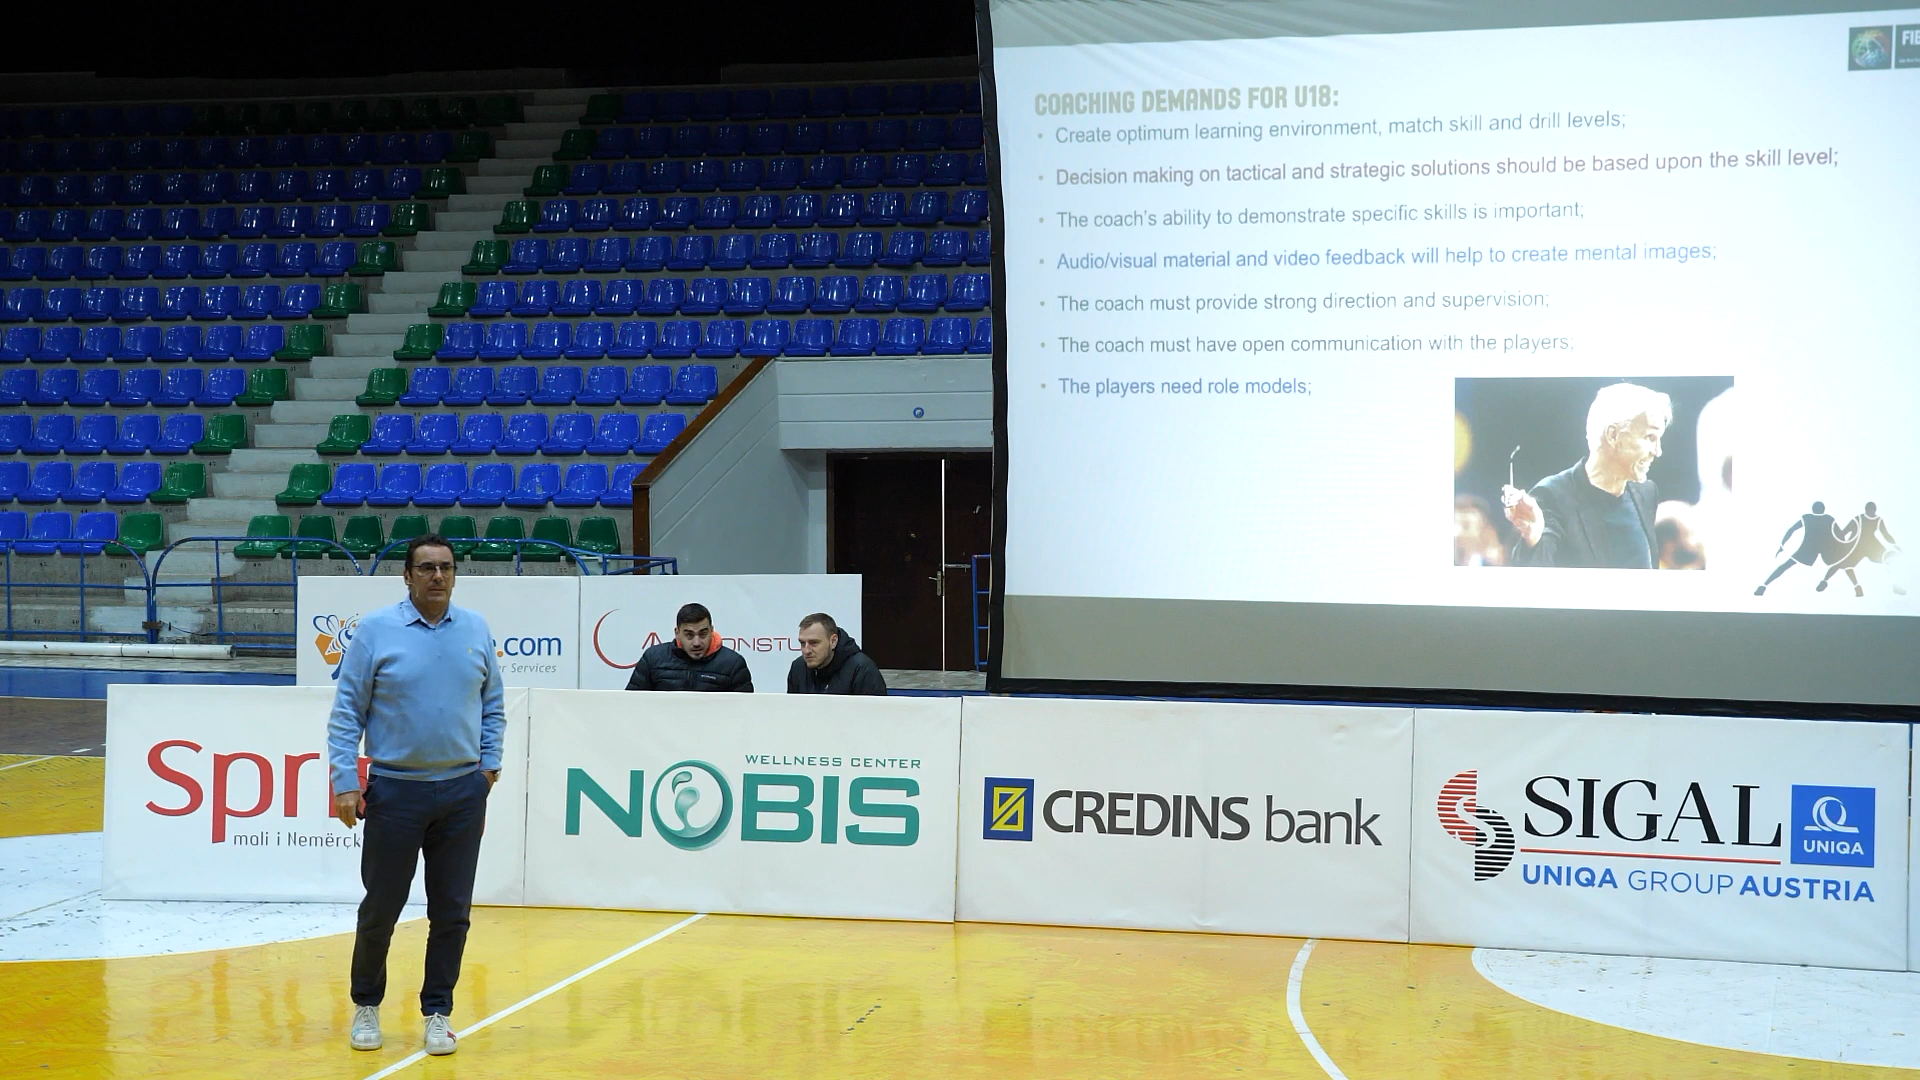 COACHING DEMANDS FOR U18:
• Create optimum learning environment, match skill and drill levels;
• Decision making on tactical and strategic solutions should be based upon the skill level;
• The coach's ability to demonstrate specific skills is important;
• Audio/visual material and video feedback will help to create mental images;
• The coach must provide strong direction and supervision;
• The coach must have open communication with the players;
• The players need role models;
.com
Services
mali i
WELLNESS CENTER
NOBIS
CREDINS bank
SIGAL
UNIQA
UNIQA GROUP AUSTRIA